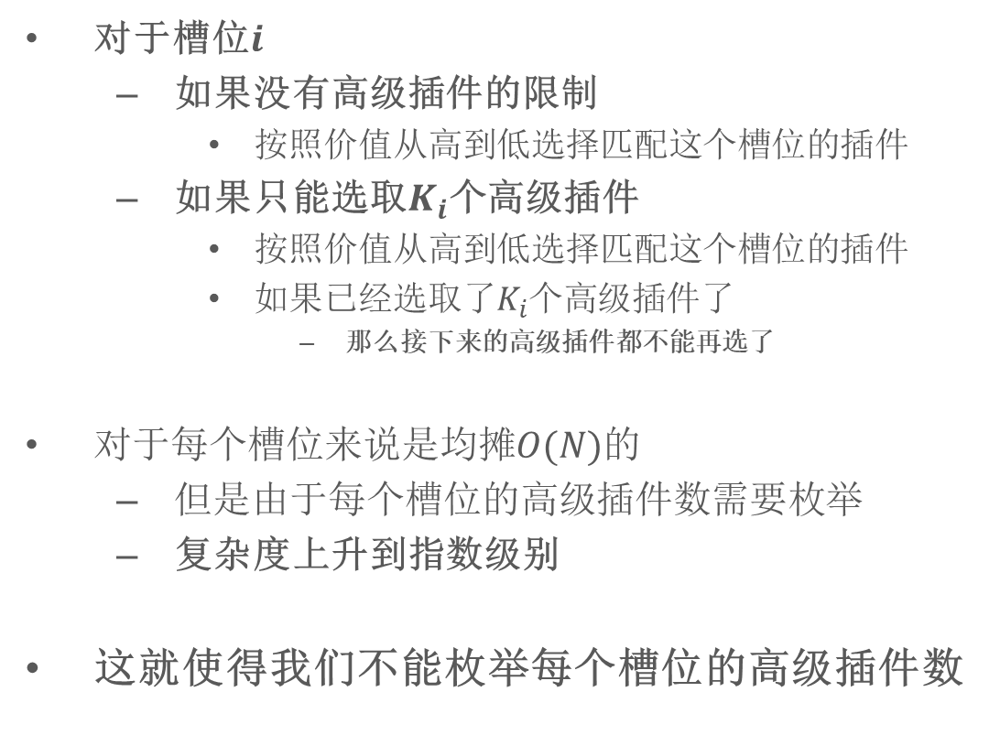 • 对于槽位i
– 如果没有高级插件的限制
• 按照价值从高到低选择匹配这个槽位的插件
– 如果只能选取K_i个高级插件
• 按照价值从高到低选择匹配这个槽位的插件
• 如果已经选取了K_i个高级插件了
– 那么接下来的高级插件都不能再选了
• 对于每个槽位来说是均摊O(N)的
– 但是由于每个槽位的高级插件数需要枚举
– 复杂度上升到指数级别
• 这就使得我们不能枚举每个槽位的高级插件数